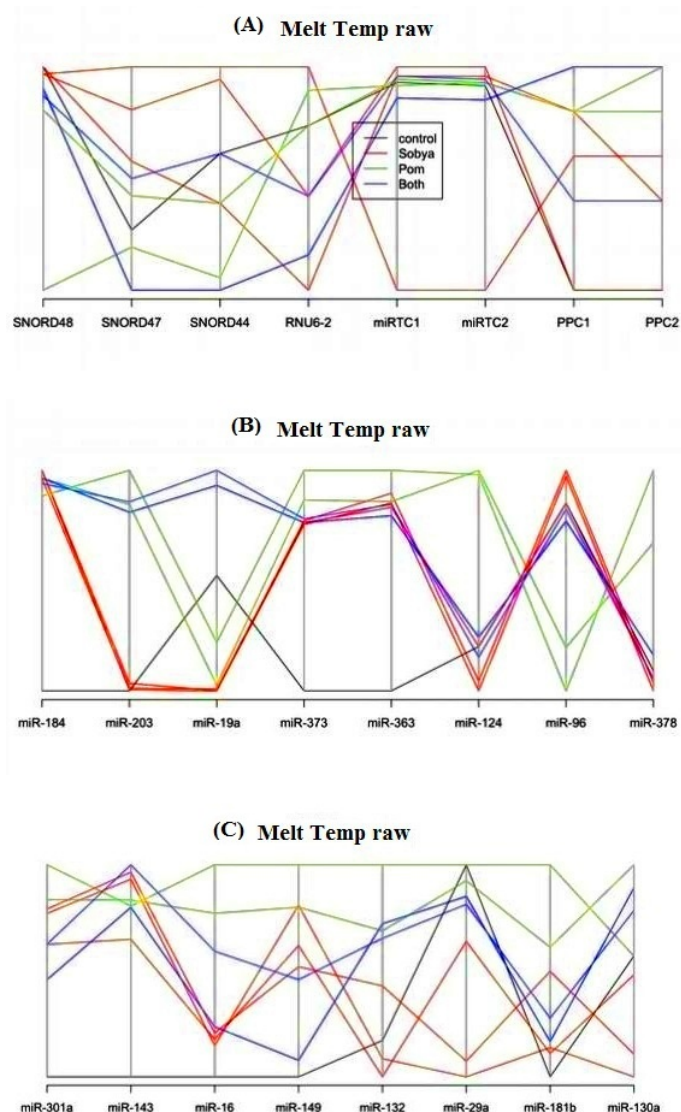 (A) Melt Temp raw
control
Sobya
Pom
Both
SNORD48 SNORD47 SNORD44 RNU6-2 miRTC1 miRTC2 PPC1 PPC2
(B) Melt Temp raw
miR-184 miR-203 miR-19a miR-373 miR-363 miR-124 miR-96 miR-378
(C) Melt Temp raw
miR-301a miR-143 miR-16 miR-149 miR-132 miR-29a miR-181b miR-130a